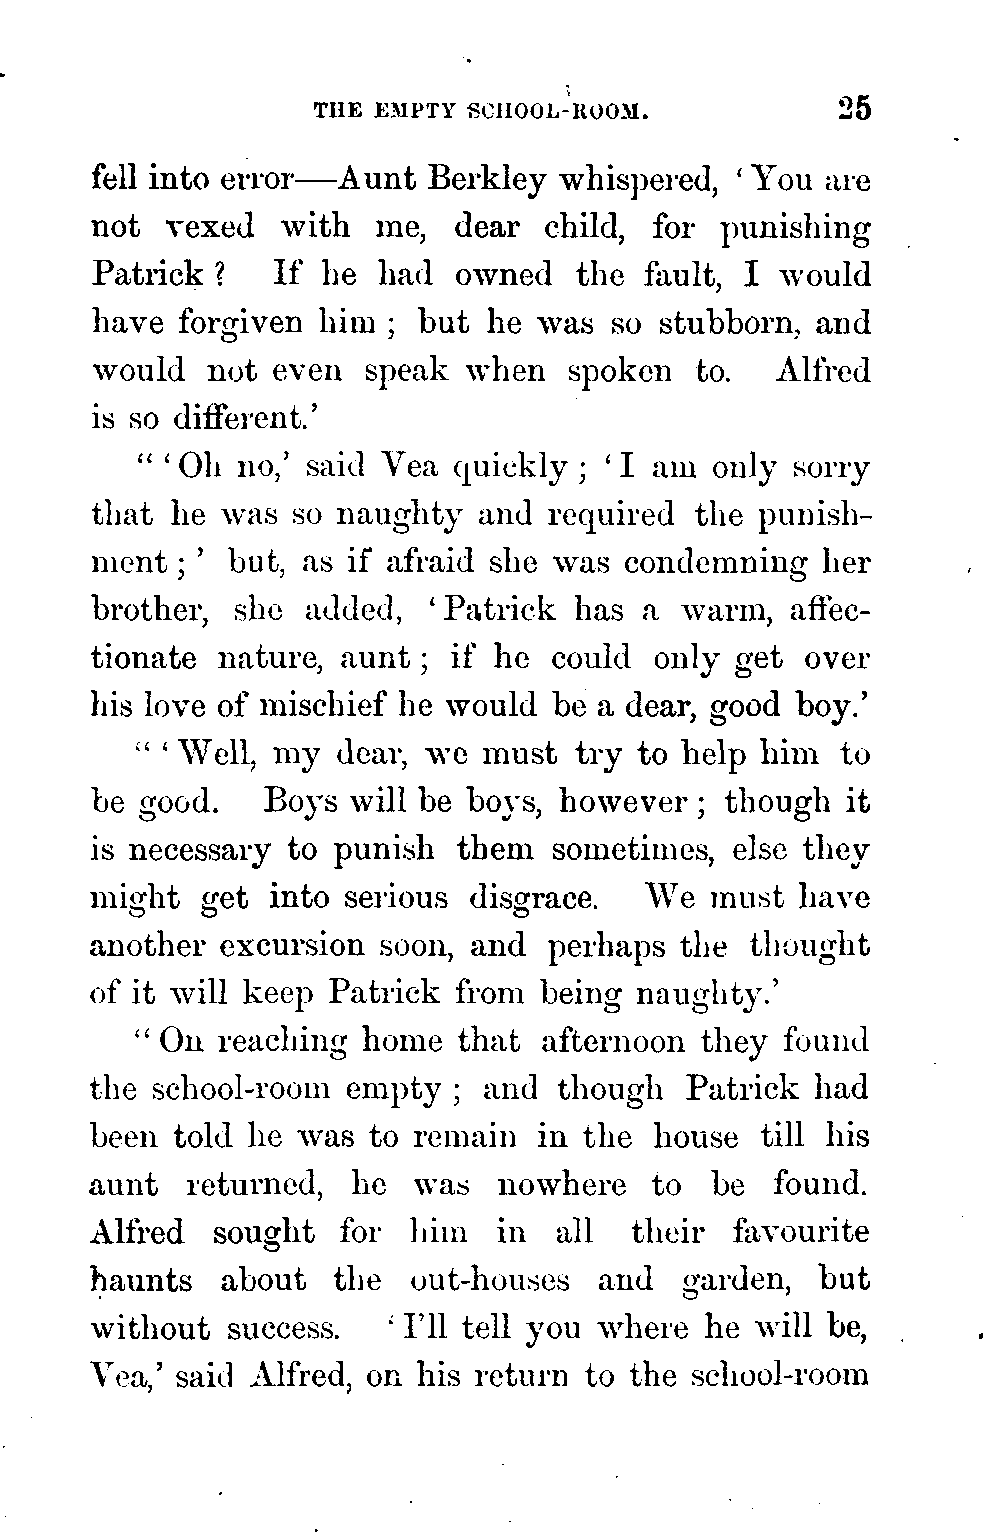 THE EMPTY SCHOOL-ROOM. 25
fell into error—Aunt Berkley whispered, ‘You are
not vexed with me, dear child, for punishing
Patrick? If he had owned the fault, I would
have forgiven him; but he was so stubborn, and
would not even speak when spoken to. Alfred
is so different.’
“‘Oh no,’ said Vea quickly; ‘I am only sorry
that he was so naughty and required the punish-
ment;’ but, as if afraid she was condemning her
brother, she added, ‘Patrick has a warm, affec-
tionate nature, aunt; if he could only get over
his love of mischief he would be a dear, good boy.’
“‘Well, my dear, we must try to help him to
be good. Boys will be boys, however; though it
is necessary to punish them sometimes, else they
might get into serious disgrace. We must have
another excursion soon, and perhaps the thought
of it will keep Patrick from being naughty.’
“On reaching home that afternoon they found
the school-room empty; and though Patrick had
been told he was to remain in the house till his
aunt returned, he was nowhere to be found.
Alfred sought for him in all their favourite
haunts about the out-houses and garden, but
without success. ‘I’ll tell you where he will be,
Vea,’ said Alfred, on his return to the school-room